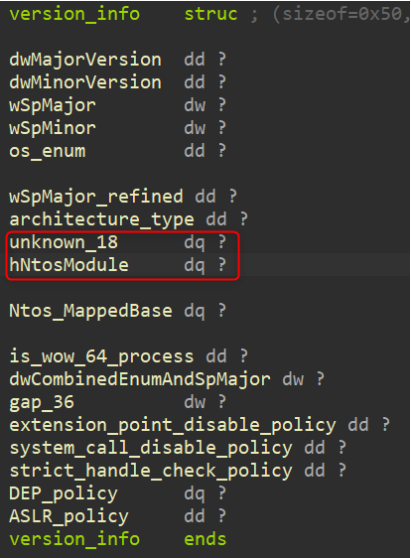 version_info    struc ; (sizeof=0x50,
dwMajorVersion  dd ?
dwMinorVersion  dd ?
wSpMajor        dw ?
wSpMinor        dw ?
os_enum         dd ?
wSpMajor_refined dd ?
architecture_type dd ?
unknown_18      dq ?
hNtosModule     dq ?
Ntos_MappedBase dq ?
is_wow_64_process dd ?
dwCombinedEnumAndSpMajor dw ?
gap_36          dw ?
extension_point_disable_policy dd ?
system_call_disable_policy dd ?
strict_handle_check_policy dd ?
DEP_policy      dq ?
ASLR_policy     dd ?
version_info    ends